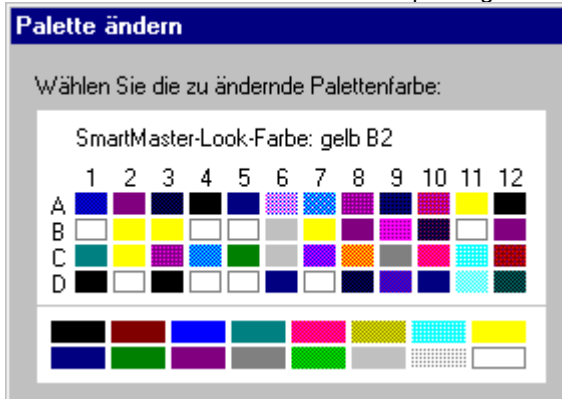 Palette ändern
Wählen Sie die zu ändernde Palettenfarbe:
SmartMaster-Look-Farbe: gelb B2
1 2 3 4 5 6 7 8 9 10 11 12
A
B
C
D